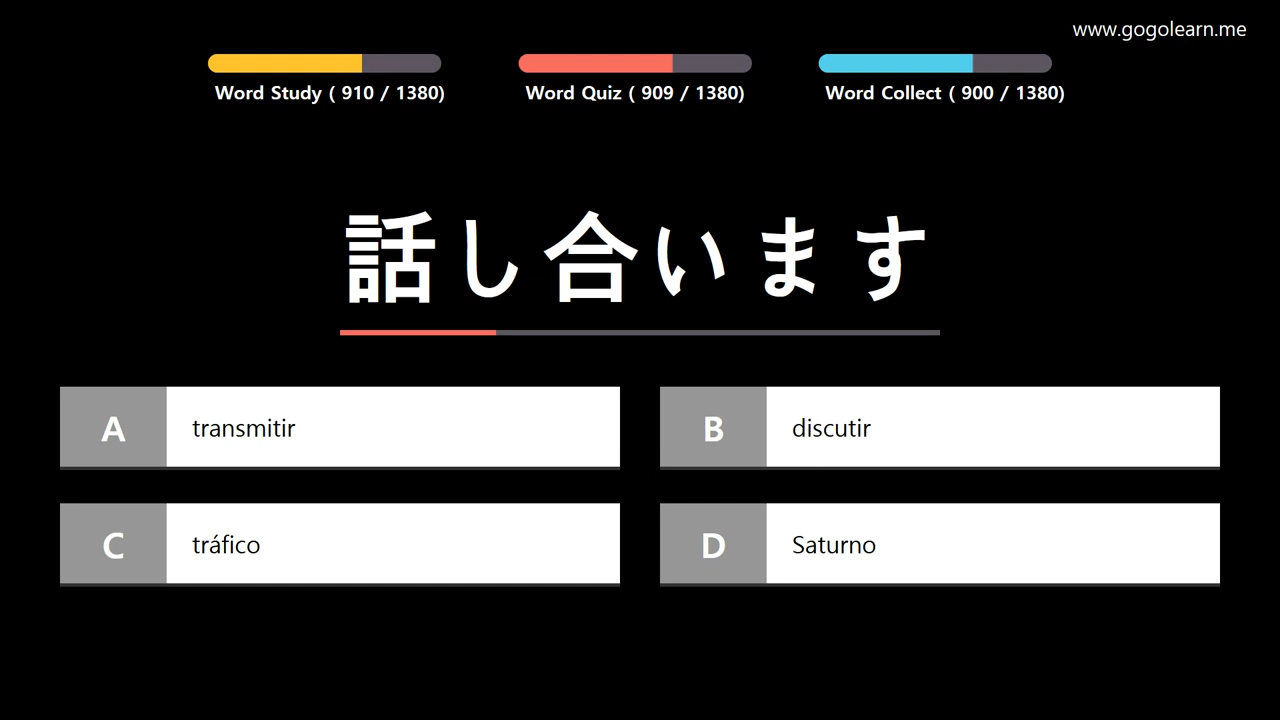 www.gogolearn.me
Word Study ( 910 / 1380)
Word Quiz ( 909 / 1380)
Word Collect ( 900 / 1380)
話し合います
A transmitir
B discutir
C tráfico
D Saturno